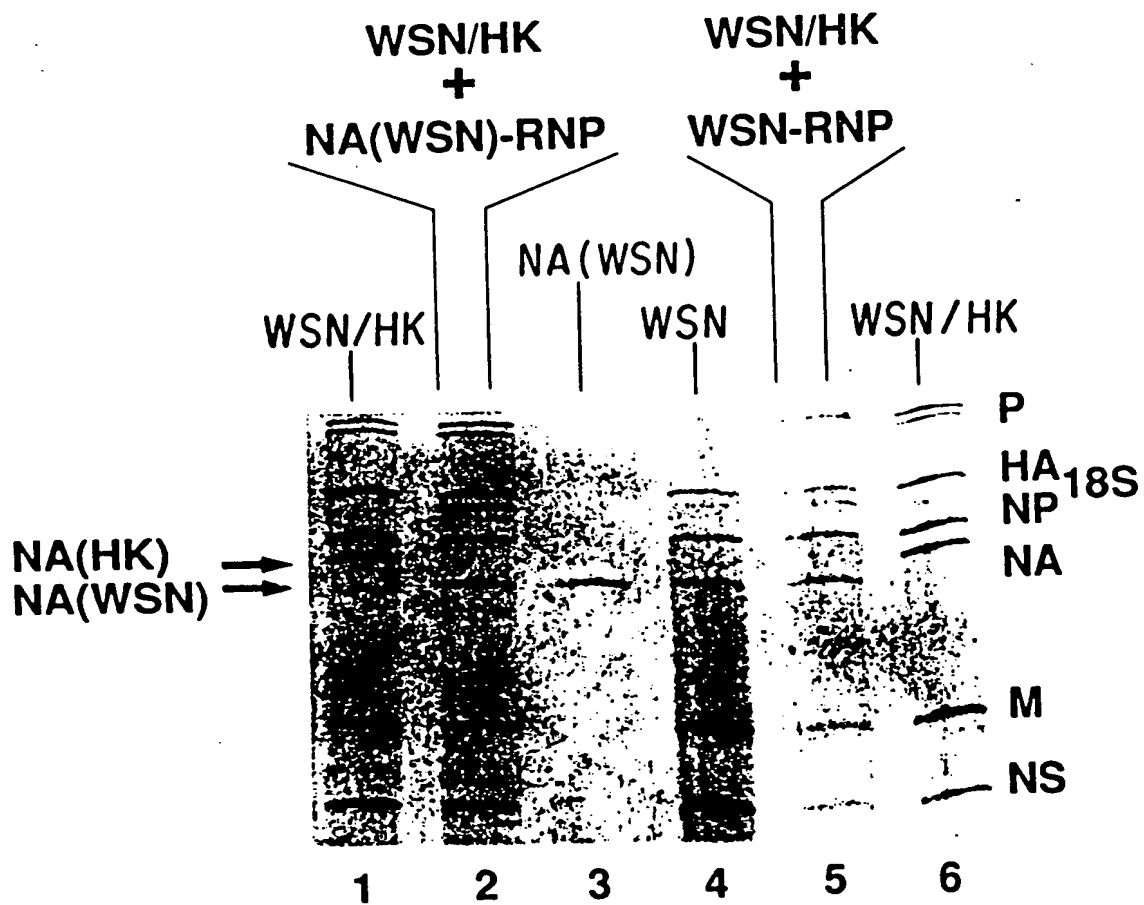 WSN/HK
+
NA(WSN)-RNP
WSN/HK
+
WSN-RNP
NA(WSN)
WSN/HK
WSN
WSN/HK
P
HA
18S
NP
NA
M
NS
NA(HK)
NA(WSN)
1 2 3 4 5 6